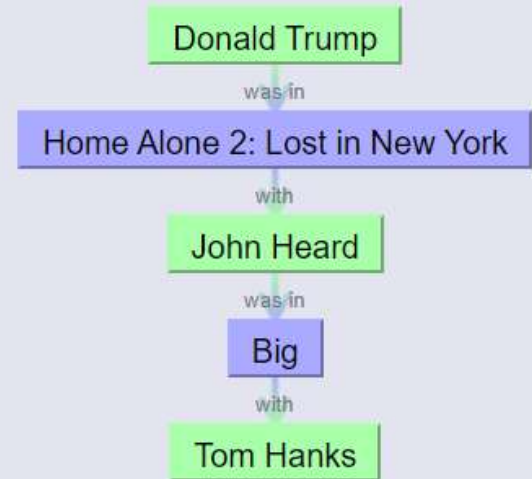 Donald Trump
was in
Home Alone 2: Lost in New York
with
John Heard
was in
Big
with
Tom Hanks